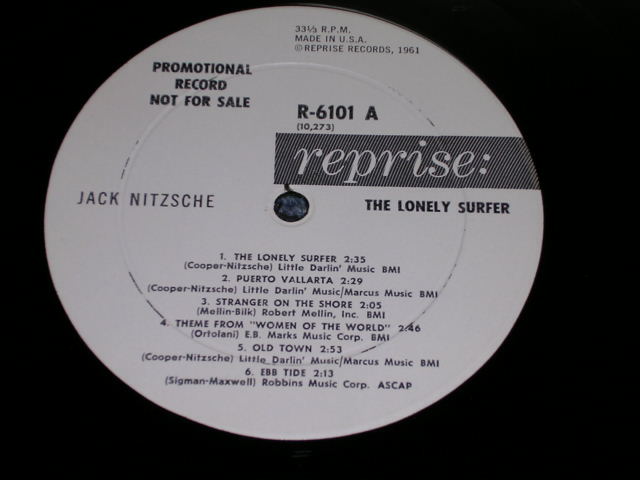 33⅓ R.P.M.
MADE IN U.S.A.
©REPRISE RECORDS, 1961
PROMOTIONAL
RECORD
NOT FOR SALE
R-6101 A
(10,273)
reprise:
JACK NITZSCHE
THE LONELY SURFER
1. THE LONELY SURFER 2:35
(Cooper-Nitzsche) Little Darlin' Music BMI
2. PUERTO VALLARTA 2:29
(Cooper-Nitzsche) Little Darlin' Music/Marcus Music BMI
3. STRANGER ON THE SHORE 2:05
(Mellin-Bilk) Robert Mellin, Inc. BMI
4. THEME FROM "WOMEN OF THE WORLD" 2:46
(Ortolani) E.B. Marks Music Corp. BMI
5. OLD TOWN 2:53
(Cooper-Nitzsche) Little Darlin' Music/Marcus Music BMI
6. EBB TIDE 2:13
(Sigman-Maxwell) Robbins Music Corp. ASCAP